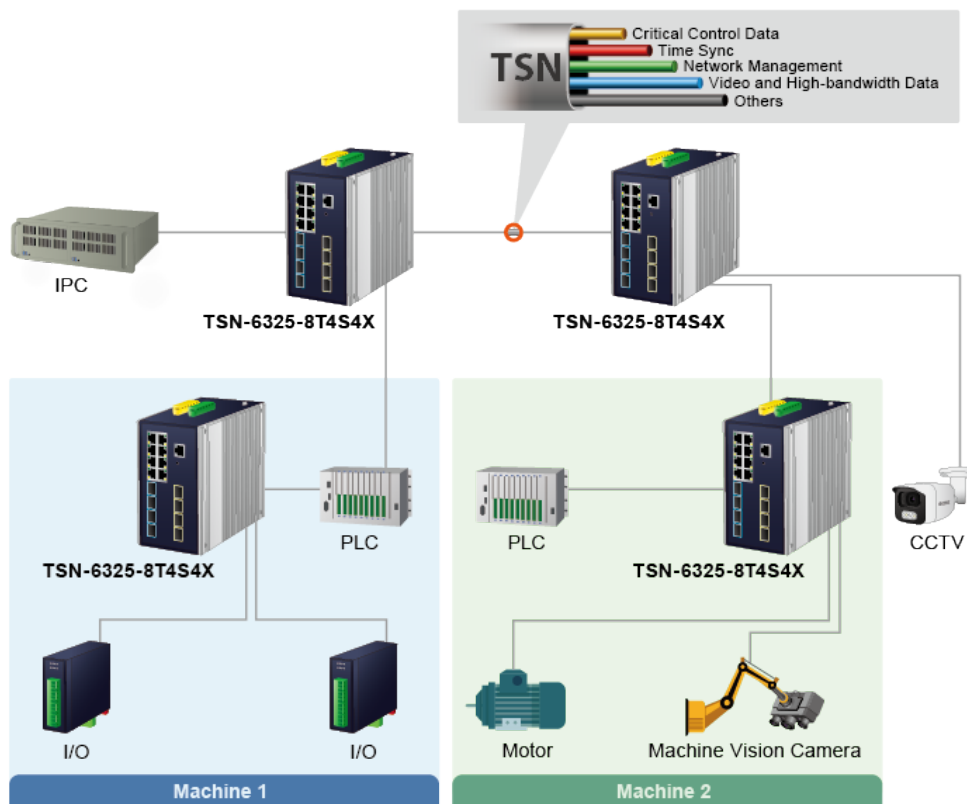 TSN
Critical Control Data
Time Sync
Network Management
Video and High-bandwidth Data
Others
IPC
TSN-6325-8T4S4X
TSN-6325-8T4S4X
PLC
PLC
CCTV
TSN-6325-8T4S4X
TSN-6325-8T4S4X
I/O
I/O
Motor
Machine Vision Camera
Machine 1
Machine 2